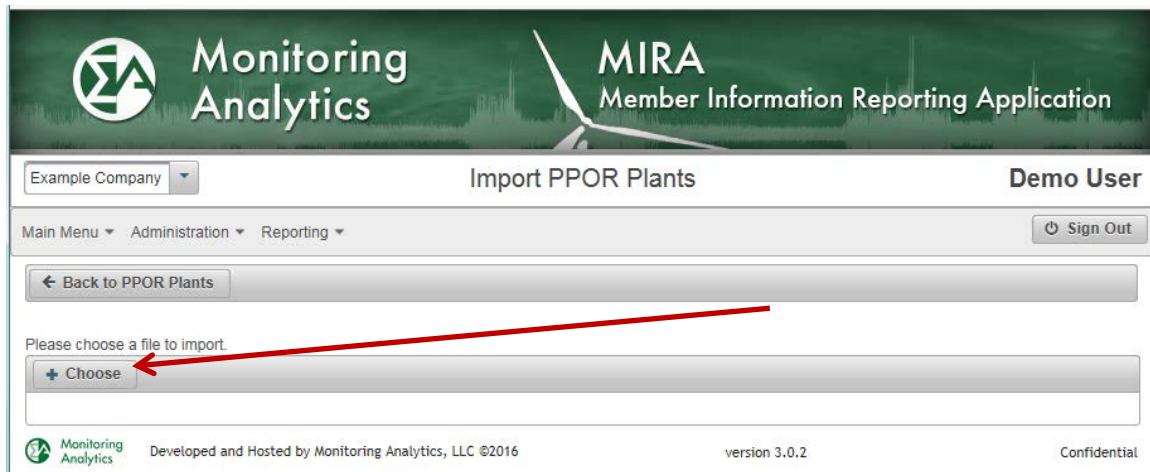 Monitoring
Analytics
MIRA
Member Information Reporting Application
Example Company
Import PPOR Plants
Demo User
Main Menu Administration Reporting
Sign Out
Back to PPOR Plants
Please choose a file to import.
Choose
Monitoring
Analytics
Developed and Hosted by Monitoring Analytics, LLC ©2016
version 3.0.2
Confidential